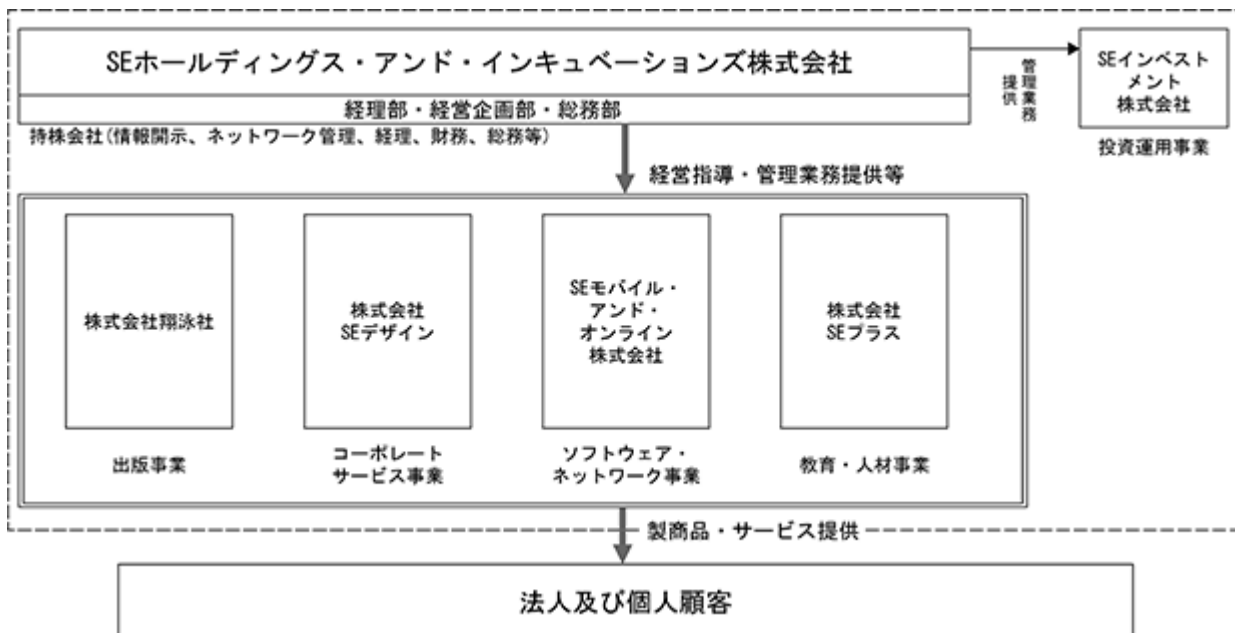 SEホールディングス・アンド・インキュベーションズ株式会社
経理部・経営企画部・総務部
持株会社(情報開示、ネットワーク管理、経理、財務、総務等)
管理業務
提供
SEインベスト
メント
株式会社
投資運用事業
経営指導・管理業務提供等
株式会社翔泳社
出版事業
株式会社
SEデザイン
コーポレート
サービス事業
SEモバイル・
アンド・
オンライン
株式会社
ソフトウェア・
ネットワーク事業
株式会社
SEプラス
教育・人材事業
製商品・サービス提供
法人及び個人顧客